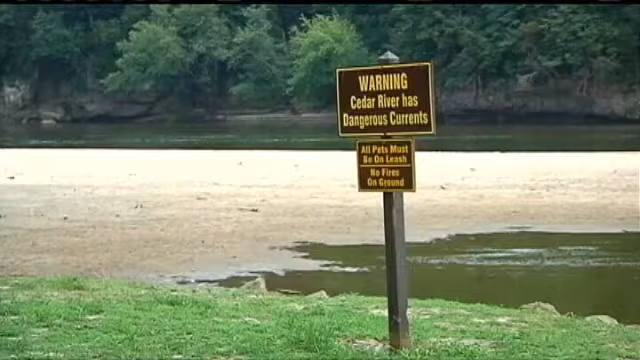 WARNING
Cedar River has
Dangerous Currents
All Pets Must
Be On Leash
No Fires
On Ground